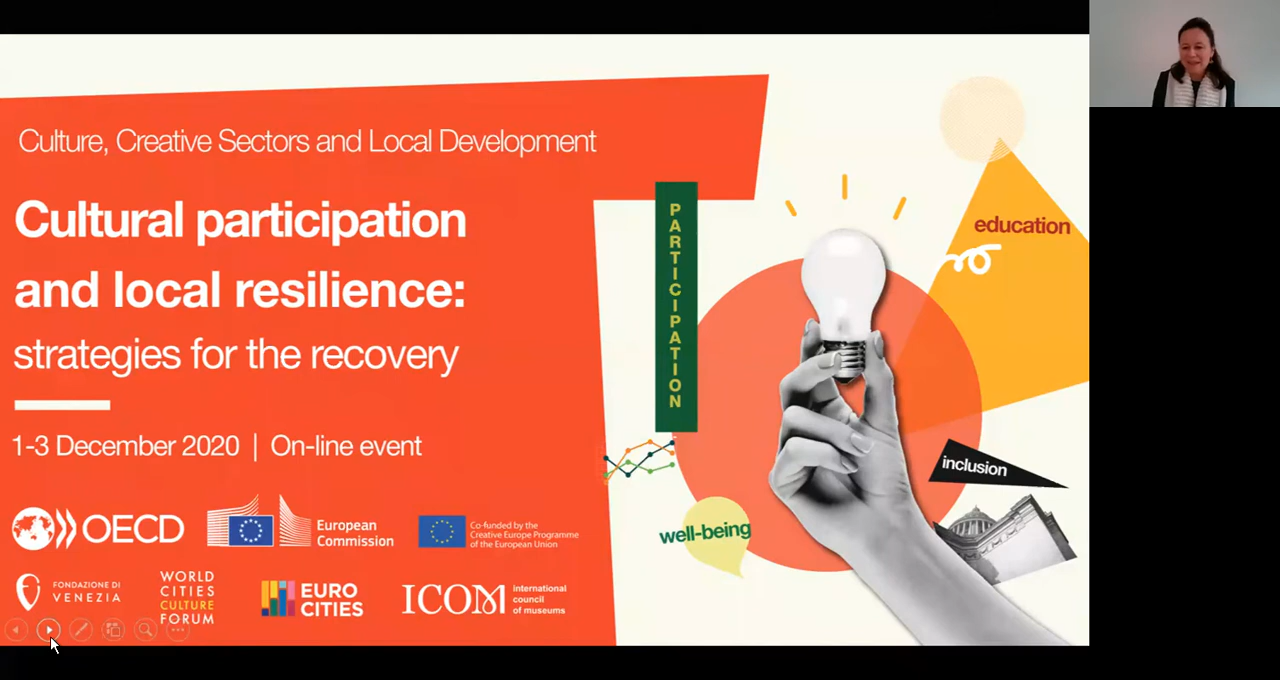 Culture, Creative Sectors and Local Development
Cultural participation
and local resilience:
strategies for the recovery
1-3 December 2020 | On-line event
OECD
European
Commission
Co-funded by the
Creative Europe Programme
of the European Union
FONDAZIONE DI
VENEZIA
WORLD
CITIES
CULTURE
FORUM
EURO
CITIES
ICOM
international
council
of museums
PARTICIPATION
education
inclusion
well-being